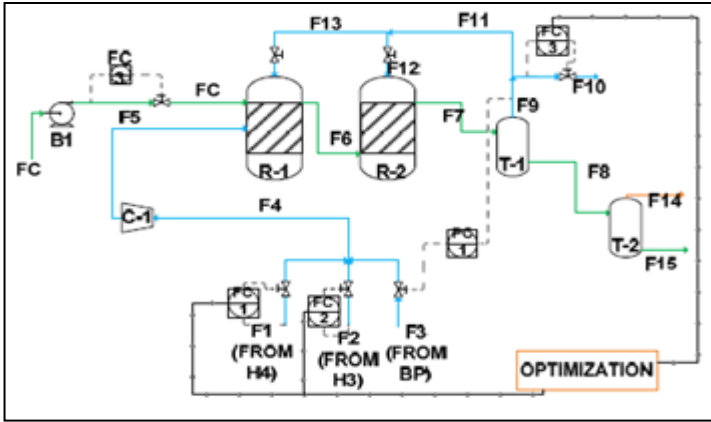 F13
F11
FC
3
FC
3
F12
F10
FC
F5
B1
FC
F6
F7
F9
R-1
R-2
T-1
F8
F4
C-1
F14
T-2
F15
PC
1
FC
1
FC
2
F1
(FROM
H4)
F2
(FROM
H3)
F3
(FROM
BP)
OPTIMIZATION